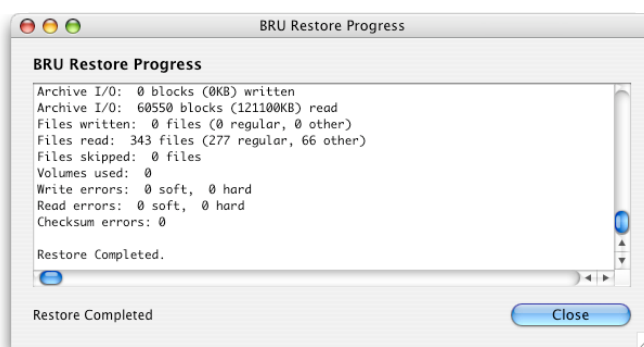 BRU Restore Progress
BRU Restore Progress
Archive I/O:  0 blocks (0KB) written
Archive I/O:  60550 blocks (121100KB) read
Files written:  0 files (0 regular, 0 other)
Files read:  343 files (277 regular, 66 other)
Files skipped:  0 files
Volumes used:  0
Write errors:  0 soft,  0 hard
Read errors:  0 soft,  0 hard
Checksum errors: 0
Restore Completed.
Restore Completed
Close